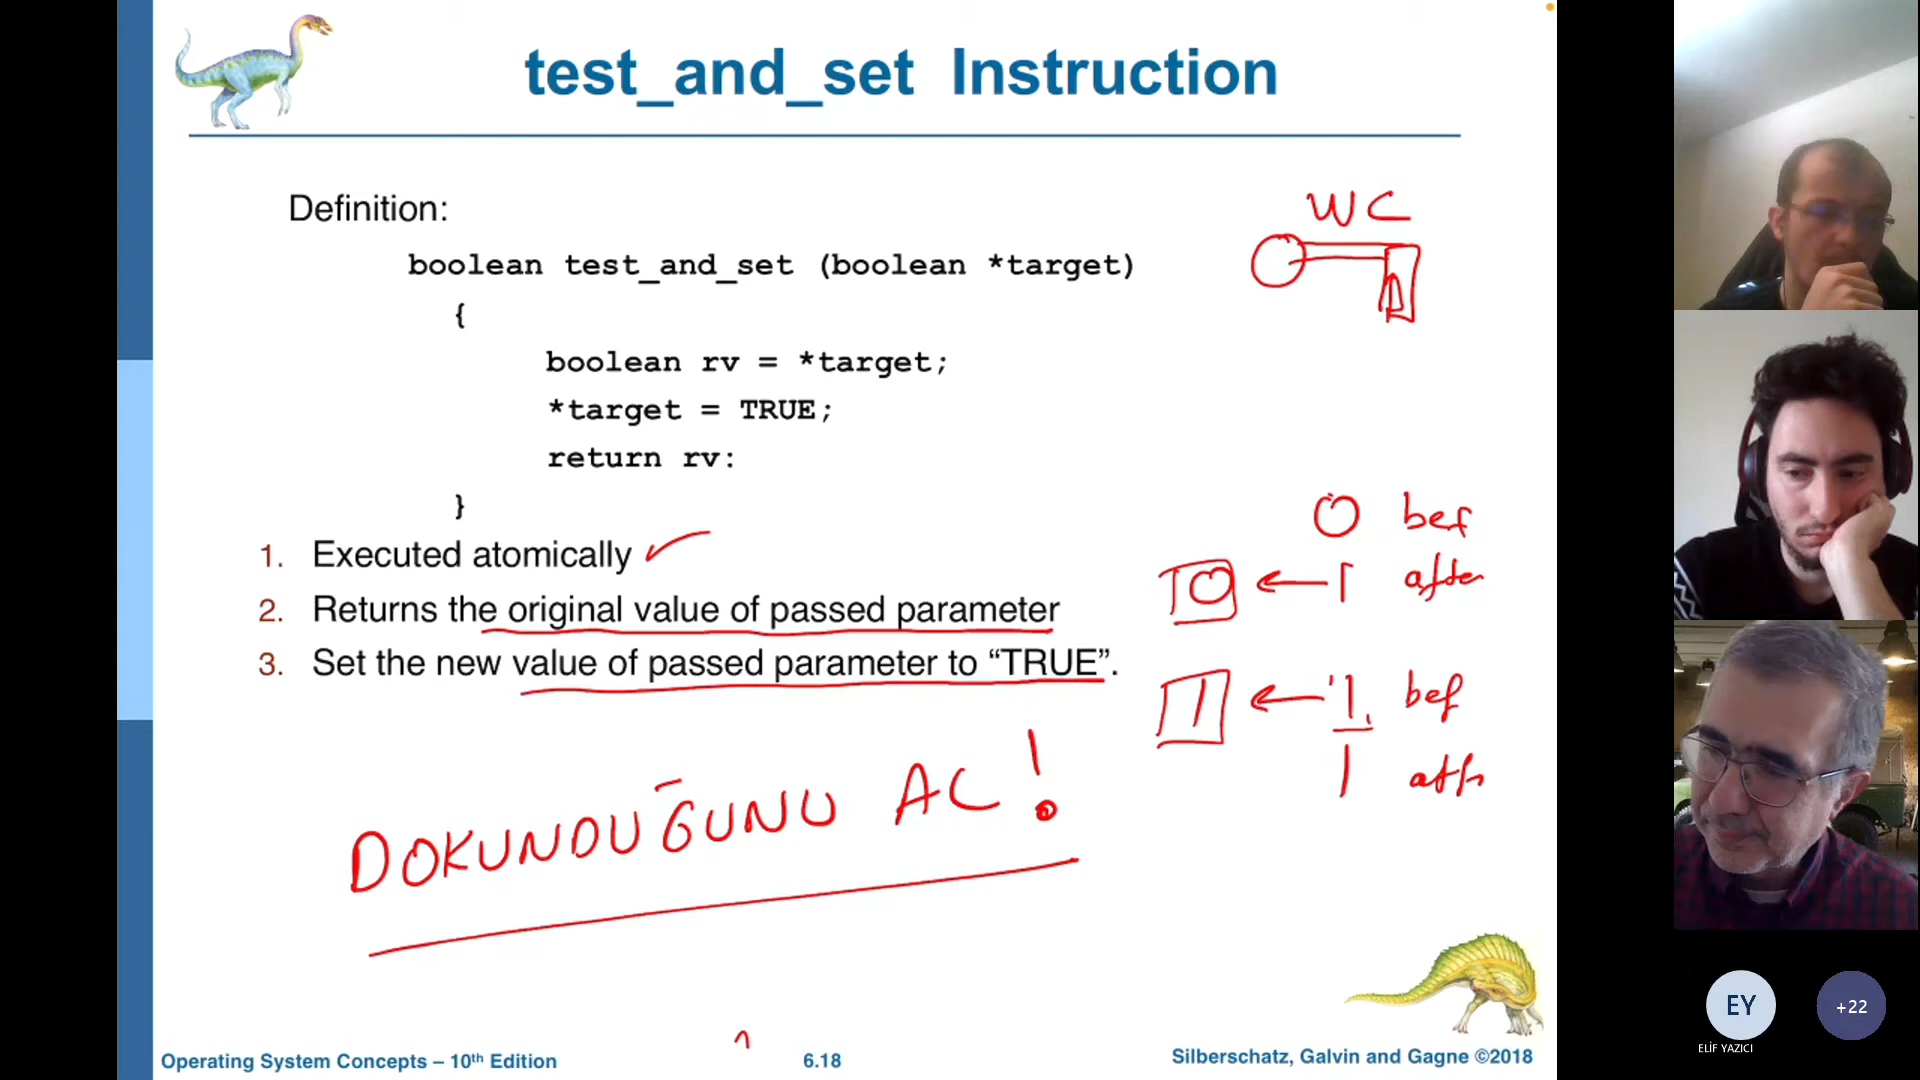 test_and_set Instruction
Definition:
boolean test_and_set (boolean *target)
{
boolean rv = *target;
*target = TRUE;
return rv:
}
1. Executed atomically
2. Returns the original value of passed parameter
3. Set the new value of passed parameter to “TRUE”.
WC
0 bef
0 ← 1 after
1 ← 1 bef
1
DOKUNDUĞUNU AC!
Operating System Concepts – 10th Edition
6.18
Silberschatz, Galvin and Gagne ©2018
EY
ELİF YAZICI
+22